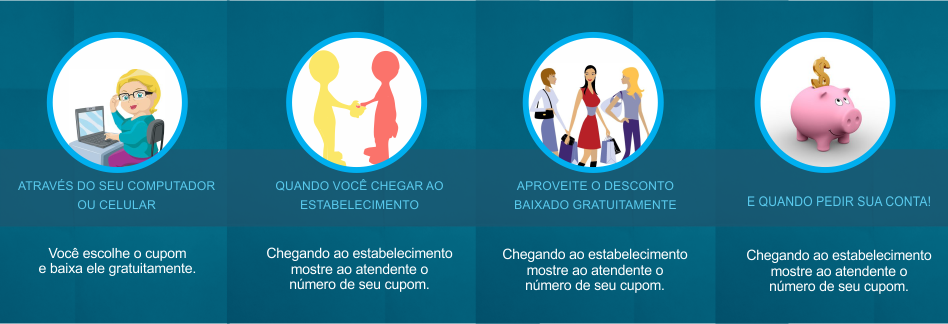 ATRAVÉS DO SEU COMPUTADOR
OU CELULAR
Você escolhe o cupom
e baixa ele gratuitamente.
QUANDO VOCÊ CHEGAR AO
ESTABELECIMENTO
Chegando ao estabelecimento
mostre ao atendente o
número de seu cupom.
APROVEITE O DESCONTO
BAIXADO GRATUITAMENTE
Chegando ao estabelecimento
mostre ao atendente o
número de seu cupom.
E QUANDO PEDIR SUA CONTA!
Chegando ao estabelecimento
mostre ao atendente o
número de seu cupom.